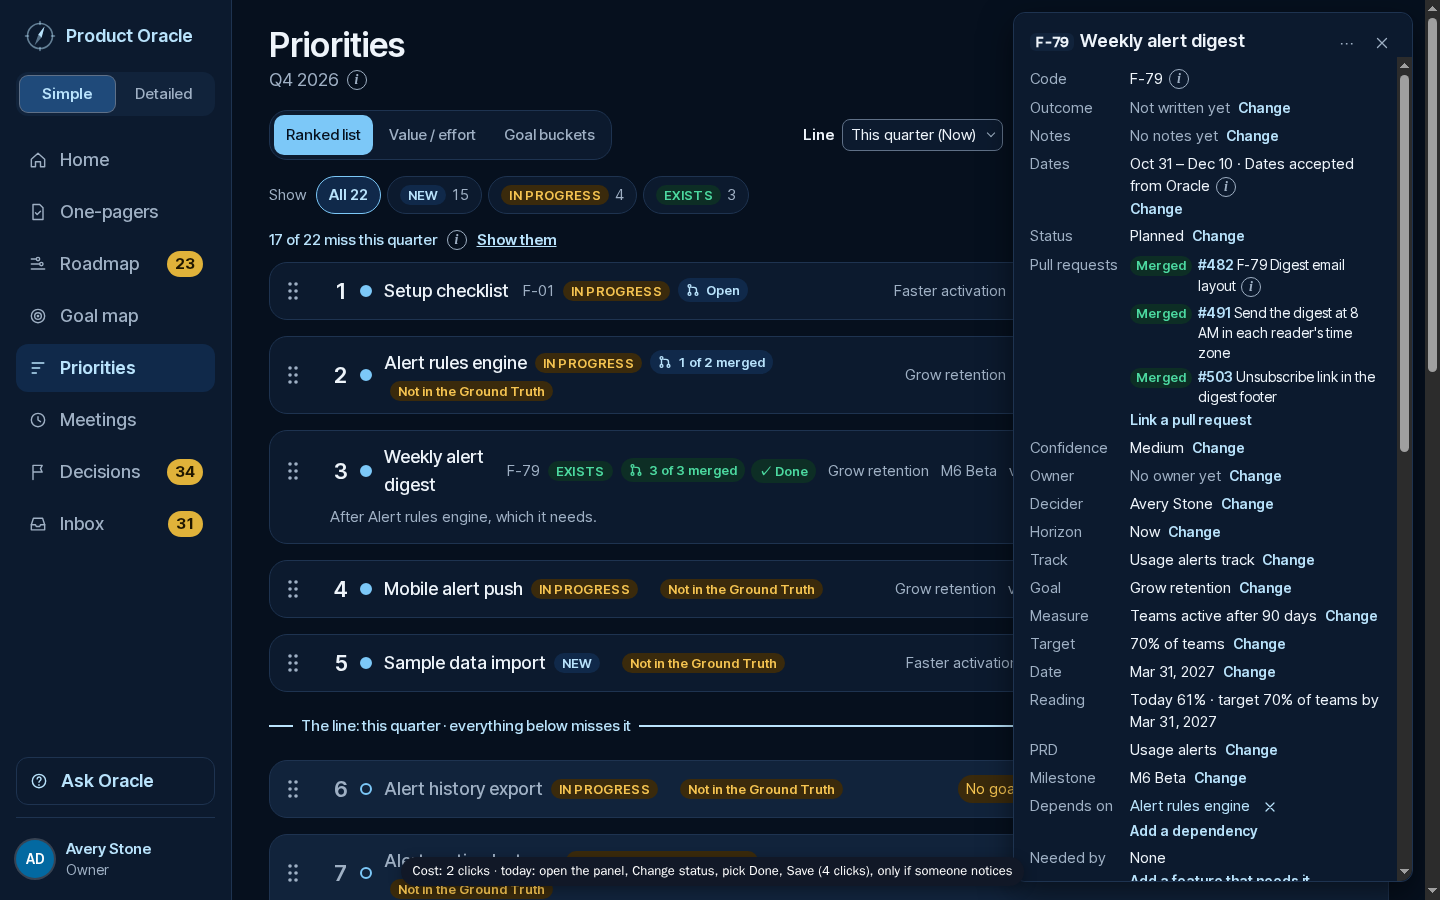 Product Oracle
Simple
Detailed
Home
One-pagers
Roadmap
23
Goal map
Priorities
Meetings
Decisions
34
Inbox
31
Ask Oracle
AD
Avery Stone
Owner
Priorities
Q4 2026 i
Ranked list
Value / effort
Goal buckets
Line
This quarter (Now)
Show
All 22
NEW 15
IN PROGRESS 4
EXISTS 3
17 of 22 miss this quarter i Show them
1 Setup checklist F-01 IN PROGRESS Open Faster activation
2 Alert rules engine IN PROGRESS 1 of 2 merged Grow retention
Not in the Ground Truth
3 Weekly alert digest F-79 EXISTS 3 of 3 merged ✓ Done Grow retention M6 Beta
After Alert rules engine, which it needs.
4 Mobile alert push IN PROGRESS Not in the Ground Truth Grow retention
5 Sample data import NEW Not in the Ground Truth Faster activation
The line: this quarter · everything below misses it
6 Alert history export IN PROGRESS Not in the Ground Truth No goa
7
Not in the Ground Truth
Cost: 2 clicks · today: open the panel, Change status, pick Done, Save (4 clicks), only if someone notices
F-79 Weekly alert digest
Code F-79 i
Outcome Not written yet Change
Notes No notes yet Change
Dates Oct 31 – Dec 10 · Dates accepted
from Oracle i
Change
Status Planned Change
Pull requests Merged #482 F-79 Digest email
layout i
Merged #491 Send the digest at 8
AM in each reader's time
zone
Merged #503 Unsubscribe link in the
digest footer
Link a pull request
Confidence Medium Change
Owner No owner yet Change
Decider Avery Stone Change
Horizon Now Change
Track Usage alerts track Change
Goal Grow retention Change
Measure Teams active after 90 days Change
Target 70% of teams Change
Date Mar 31, 2027 Change
Reading Today 61% · target 70% of teams by
Mar 31, 2027
PRD Usage alerts Change
Milestone M6 Beta Change
Depends on Alert rules engine
Add a dependency
Needed by None
Add a feature that needs it